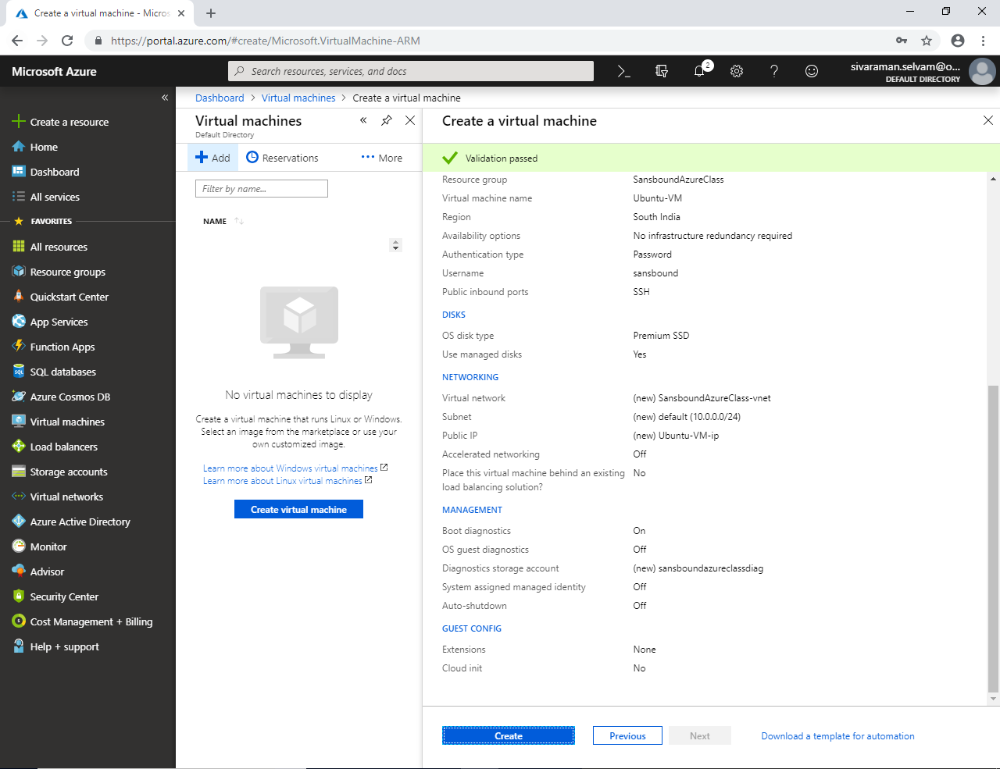 Create a virtual machine - Micros
https://portal.azure.com/#create/Microsoft.VirtualMachine-ARM
Microsoft Azure
Search resources, services, and docs
2
sivaraman.selvam@o...
DEFAULT DIRECTORY
Create a resource
Home
Dashboard
All services
FAVORITES
All resources
Resource groups
Quickstart Center
App Services
Function Apps
SQL databases
Azure Cosmos DB
Virtual machines
Load balancers
Storage accounts
Virtual networks
Azure Active Directory
Monitor
Advisor
Security Center
Cost Management + Billing
Help + support
Dashboard > Virtual machines > Create a virtual machine
Virtual machines
Default Directory
Add
Reservations
More
Filter by name...
NAME
No virtual machines to display
Create a virtual machine that runs Linux or Windows.
Select an image from the marketplace or use your
own customized image.
Learn more about Windows virtual machines
Learn more about Linux virtual machines
Create virtual machine
Create a virtual machine
Validation passed
Resource group SansboundAzureClass
Virtual machine name Ubuntu-VM
Region South India
Availability options No infrastructure redundancy required
Authentication type Password
Username sansbound
Public inbound ports SSH
DISKS
OS disk type Premium SSD
Use managed disks Yes
NETWORKING
Virtual network (new) SansboundAzureClass-vnet
Subnet (new) default (10.0.0.0/24)
Public IP (new) Ubuntu-VM-ip
Accelerated networking Off
Place this virtual machine behind an existing No
load balancing solution?
MANAGEMENT
Boot diagnostics On
OS guest diagnostics Off
Diagnostics storage account (new) sansboundazureclassdiag
System assigned managed identity Off
Auto-shutdown Off
GUEST CONFIG
Extensions None
Cloud init No
Create
Previous
Next
Download a template for automation